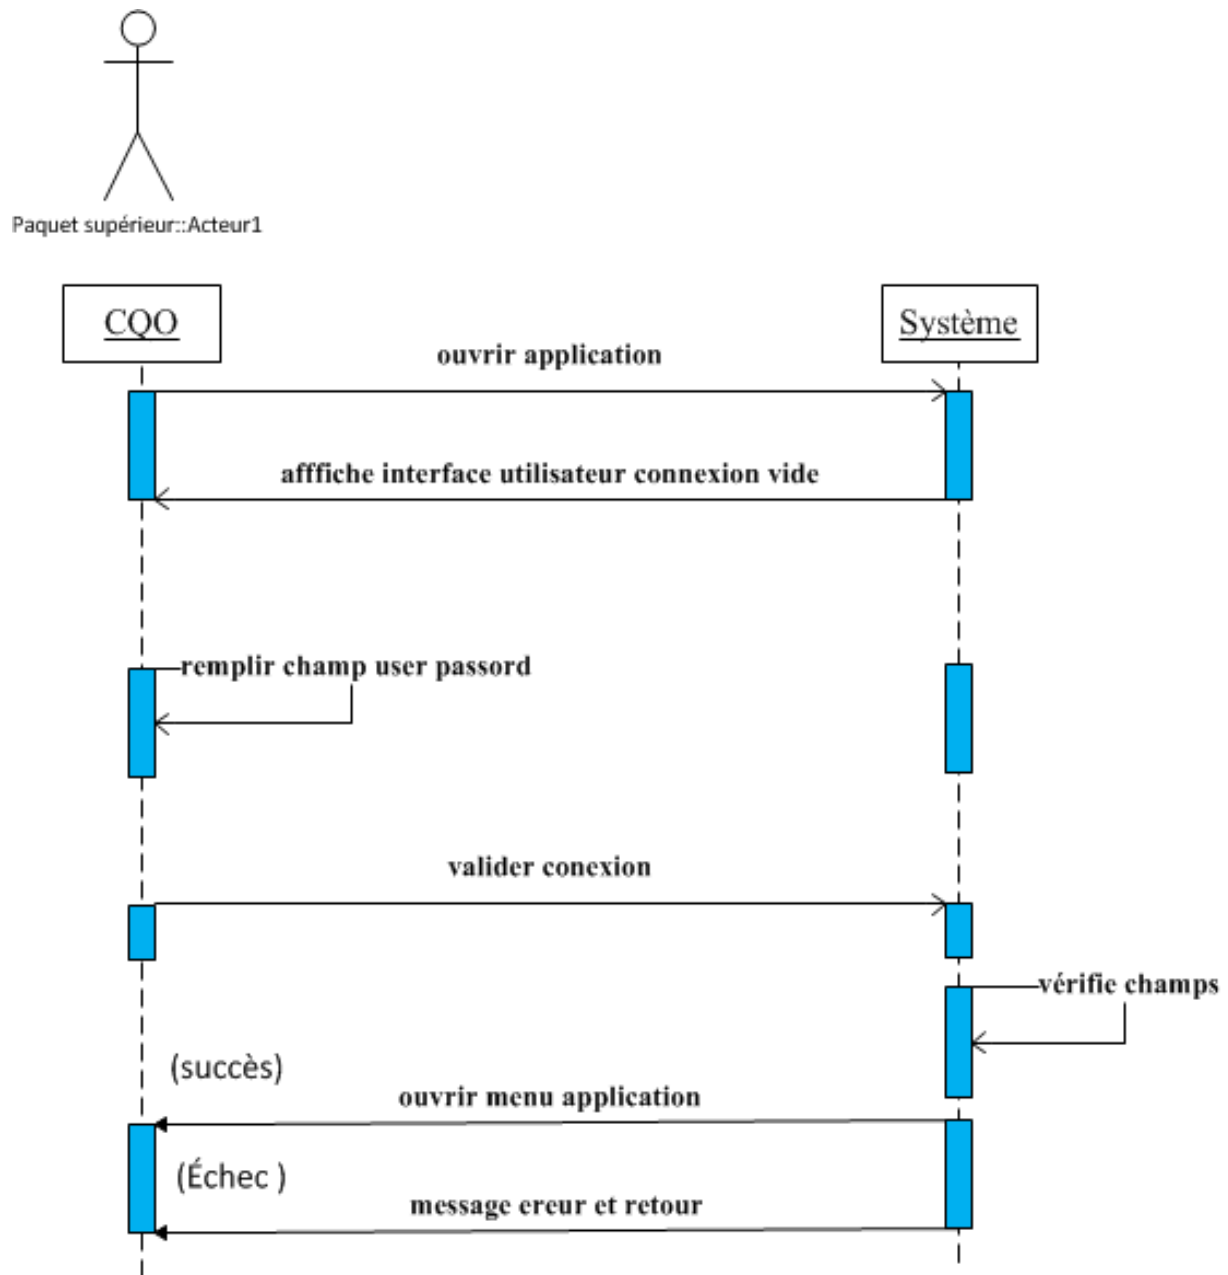 Paquet supérieur::Acteur1
CQO
Système
ouvrir application
afffiche interface utilisateur connexion vide
remplir champ user passord
valider conexion
vérifie champs
(succès)
ouvrir menu application
(Échec )
message ereur et retour